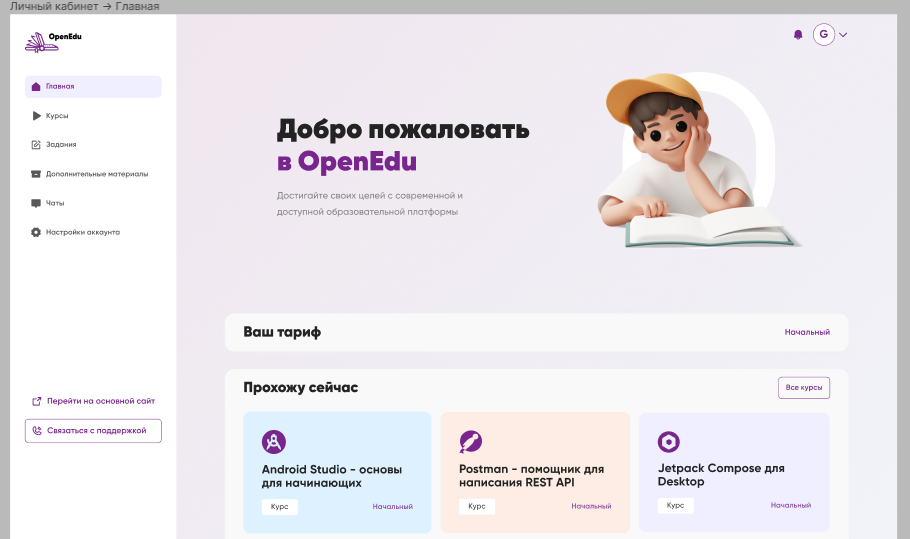 Личный кабинет → Главная
OpenEdu
Главная
Курсы
Задания
Дополнительные материалы
Чаты
Настройки аккаунта
Перейти на основной сайт
Связаться с поддержкой
G
Добро пожаловать
в OpenEdu
Достигайте своих целей с современной и
доступной образовательной платформы
Ваш тариф
Начальный
Прохожу сейчас
Все курсы
Android Studio - основы
для начинающих
Курс
Начальный
Postman - помощник для
написания REST API
Курс
Начальный
Jetpack Compose для
Desktop
Курс
Начальный